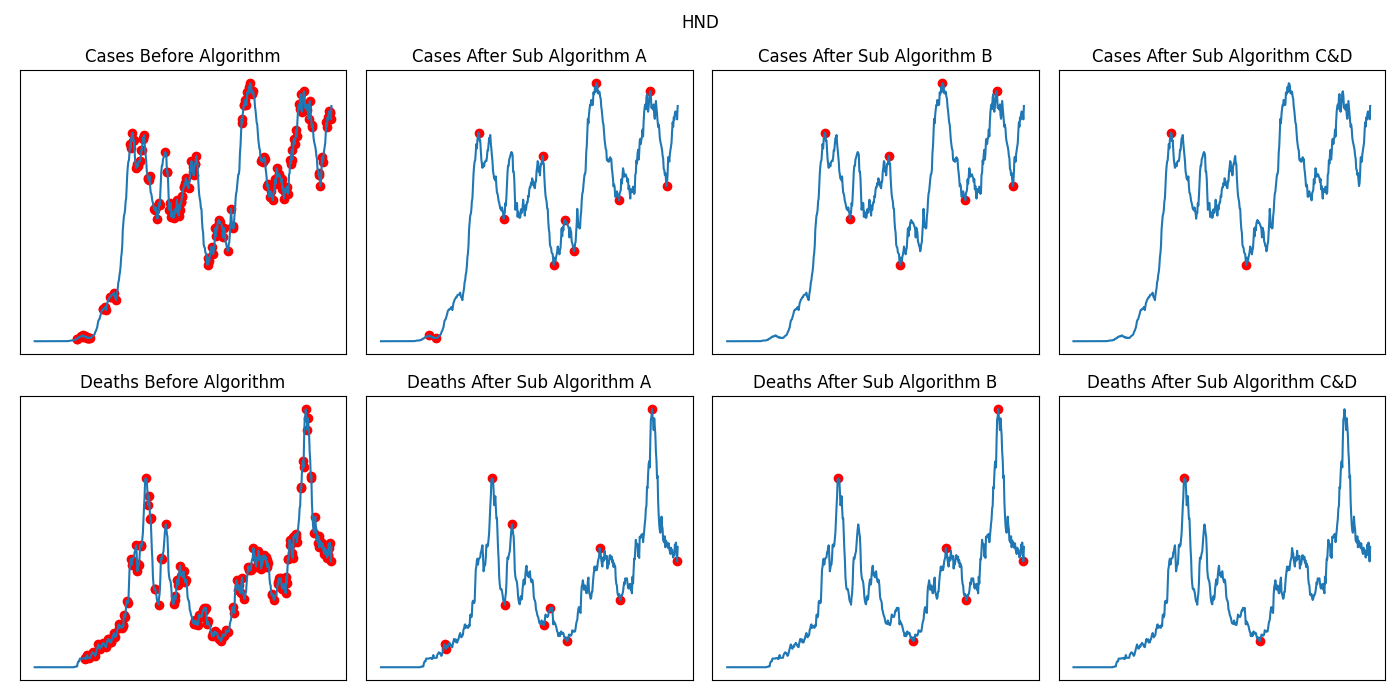 HND
Cases Before Algorithm
Cases After Sub Algorithm A
Cases After Sub Algorithm B
Cases After Sub Algorithm C&D
Deaths Before Algorithm
Deaths After Sub Algorithm A
Deaths After Sub Algorithm B
Deaths After Sub Algorithm C&D